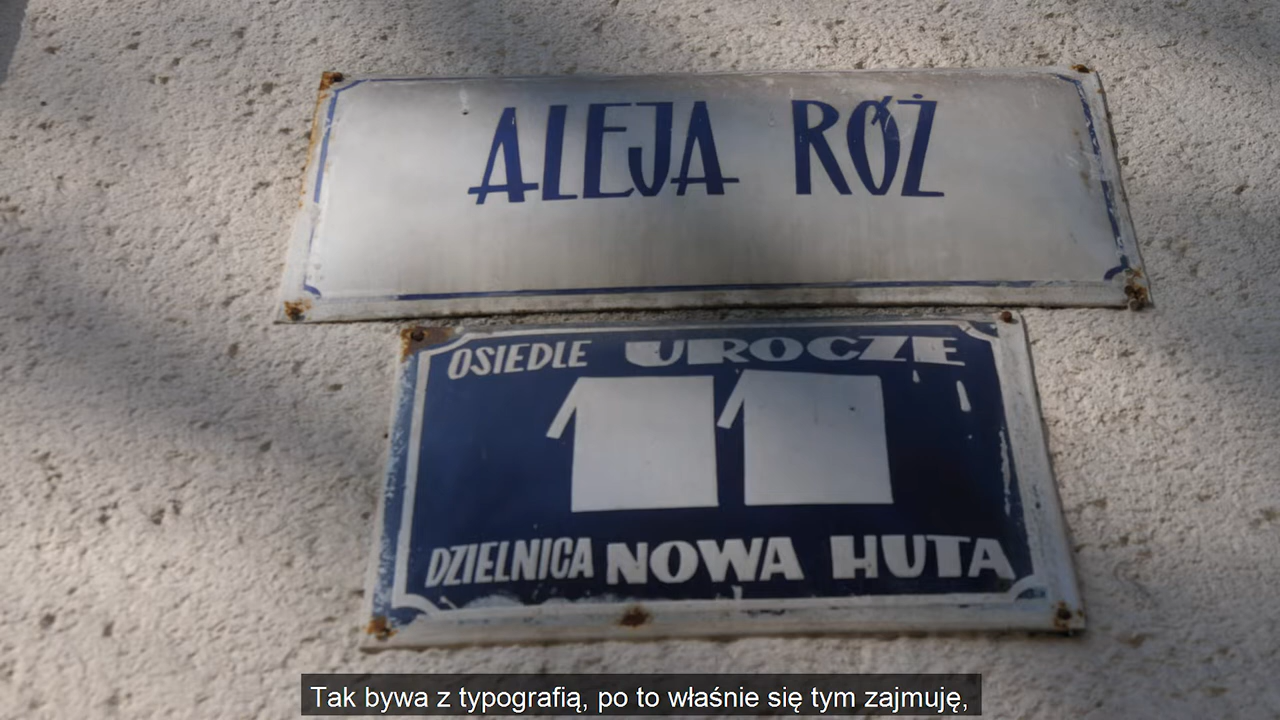 ALEJA RÓŻ
OSIEDLE UROCZE
11
DZIELNICA NOWA HUTA
Tak bywa z typografią, po to właśnie się tym zajmuję,